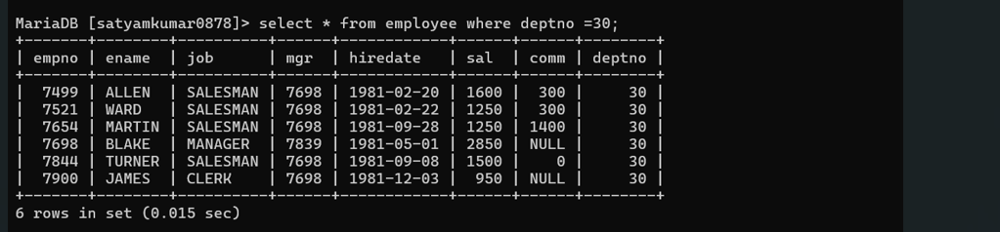 MariaDB [satyamkumar0878]> select * from employee where deptno =30;
+-------+--------+----------+------+------------+------+------+--------+
| empno | ename  | job      | mgr  | hiredate   | sal  | comm | deptno |
+-------+--------+----------+------+------------+------+------+--------+
|  7499 | ALLEN  | SALESMAN | 7698 | 1981-02-20 | 1600 |  300 |     30 |
|  7521 | WARD   | SALESMAN | 7698 | 1981-02-22 | 1250 |  300 |     30 |
|  7654 | MARTIN | SALESMAN | 7698 | 1981-09-28 | 1250 | 1400 |     30 |
|  7698 | BLAKE  | MANAGER  | 7839 | 1981-05-01 | 2850 | NULL |     30 |
|  7844 | TURNER | SALESMAN | 7698 | 1981-09-08 | 1500 |    0 |     30 |
|  7900 | JAMES  | CLERK    | 7698 | 1981-12-03 |  950 | NULL |     30 |
+-------+--------+----------+------+------------+------+------+--------+
6 rows in set (0.015 sec)